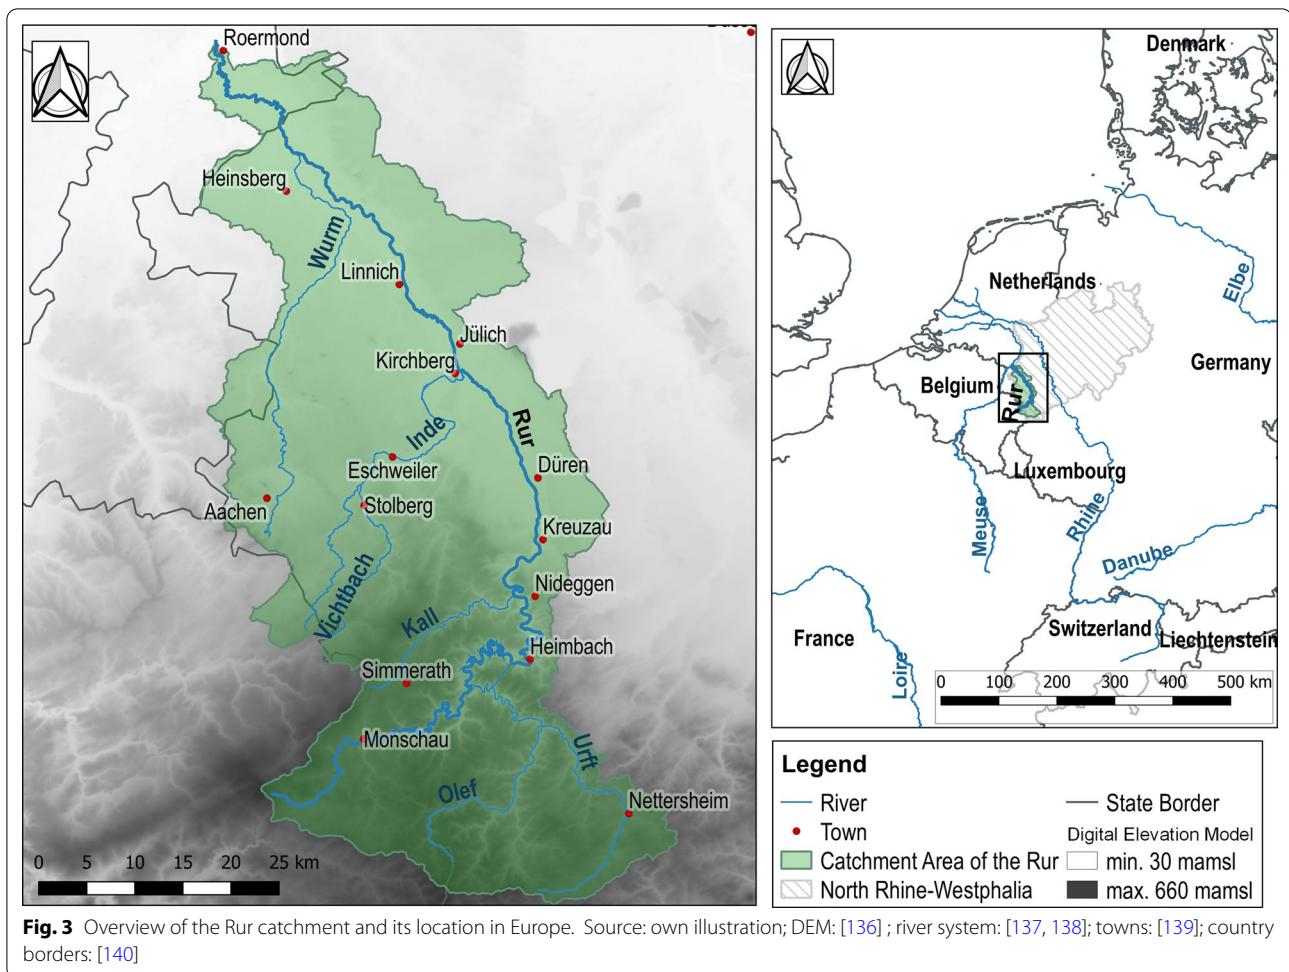 Roermond
Heinsberg
Wurm
Linnich
Jülich
Kirchberg
Rur
Inde
Eschweiler
Düren
Stolberg
Aachen
Kreuzau
Nideggen
Vichtbach
Kall
Heimbach
Simmerath
Monschau
Urft
Olef
Nettersheim
0 5 10 15 20 25 km
Denmark
Netherlands
Elbe
Germany
Belgium
Rur
Luxembourg
Meuse
Rhine
Danube
France
Switzerland
Liechtenstein
Loire
0 100 200 300 400 500 km
Legend
River
Town
Catchment Area of the Rur
North Rhine-Westphalia
State Border
Digital Elevation Model
min. 30 mamsl
max. 660 mamsl
Fig. 3 Overview of the Rur catchment and its location in Europe. Source: own illustration; DEM: [136] ; river system: [137, 138]; towns: [139]; country
borders: [140]